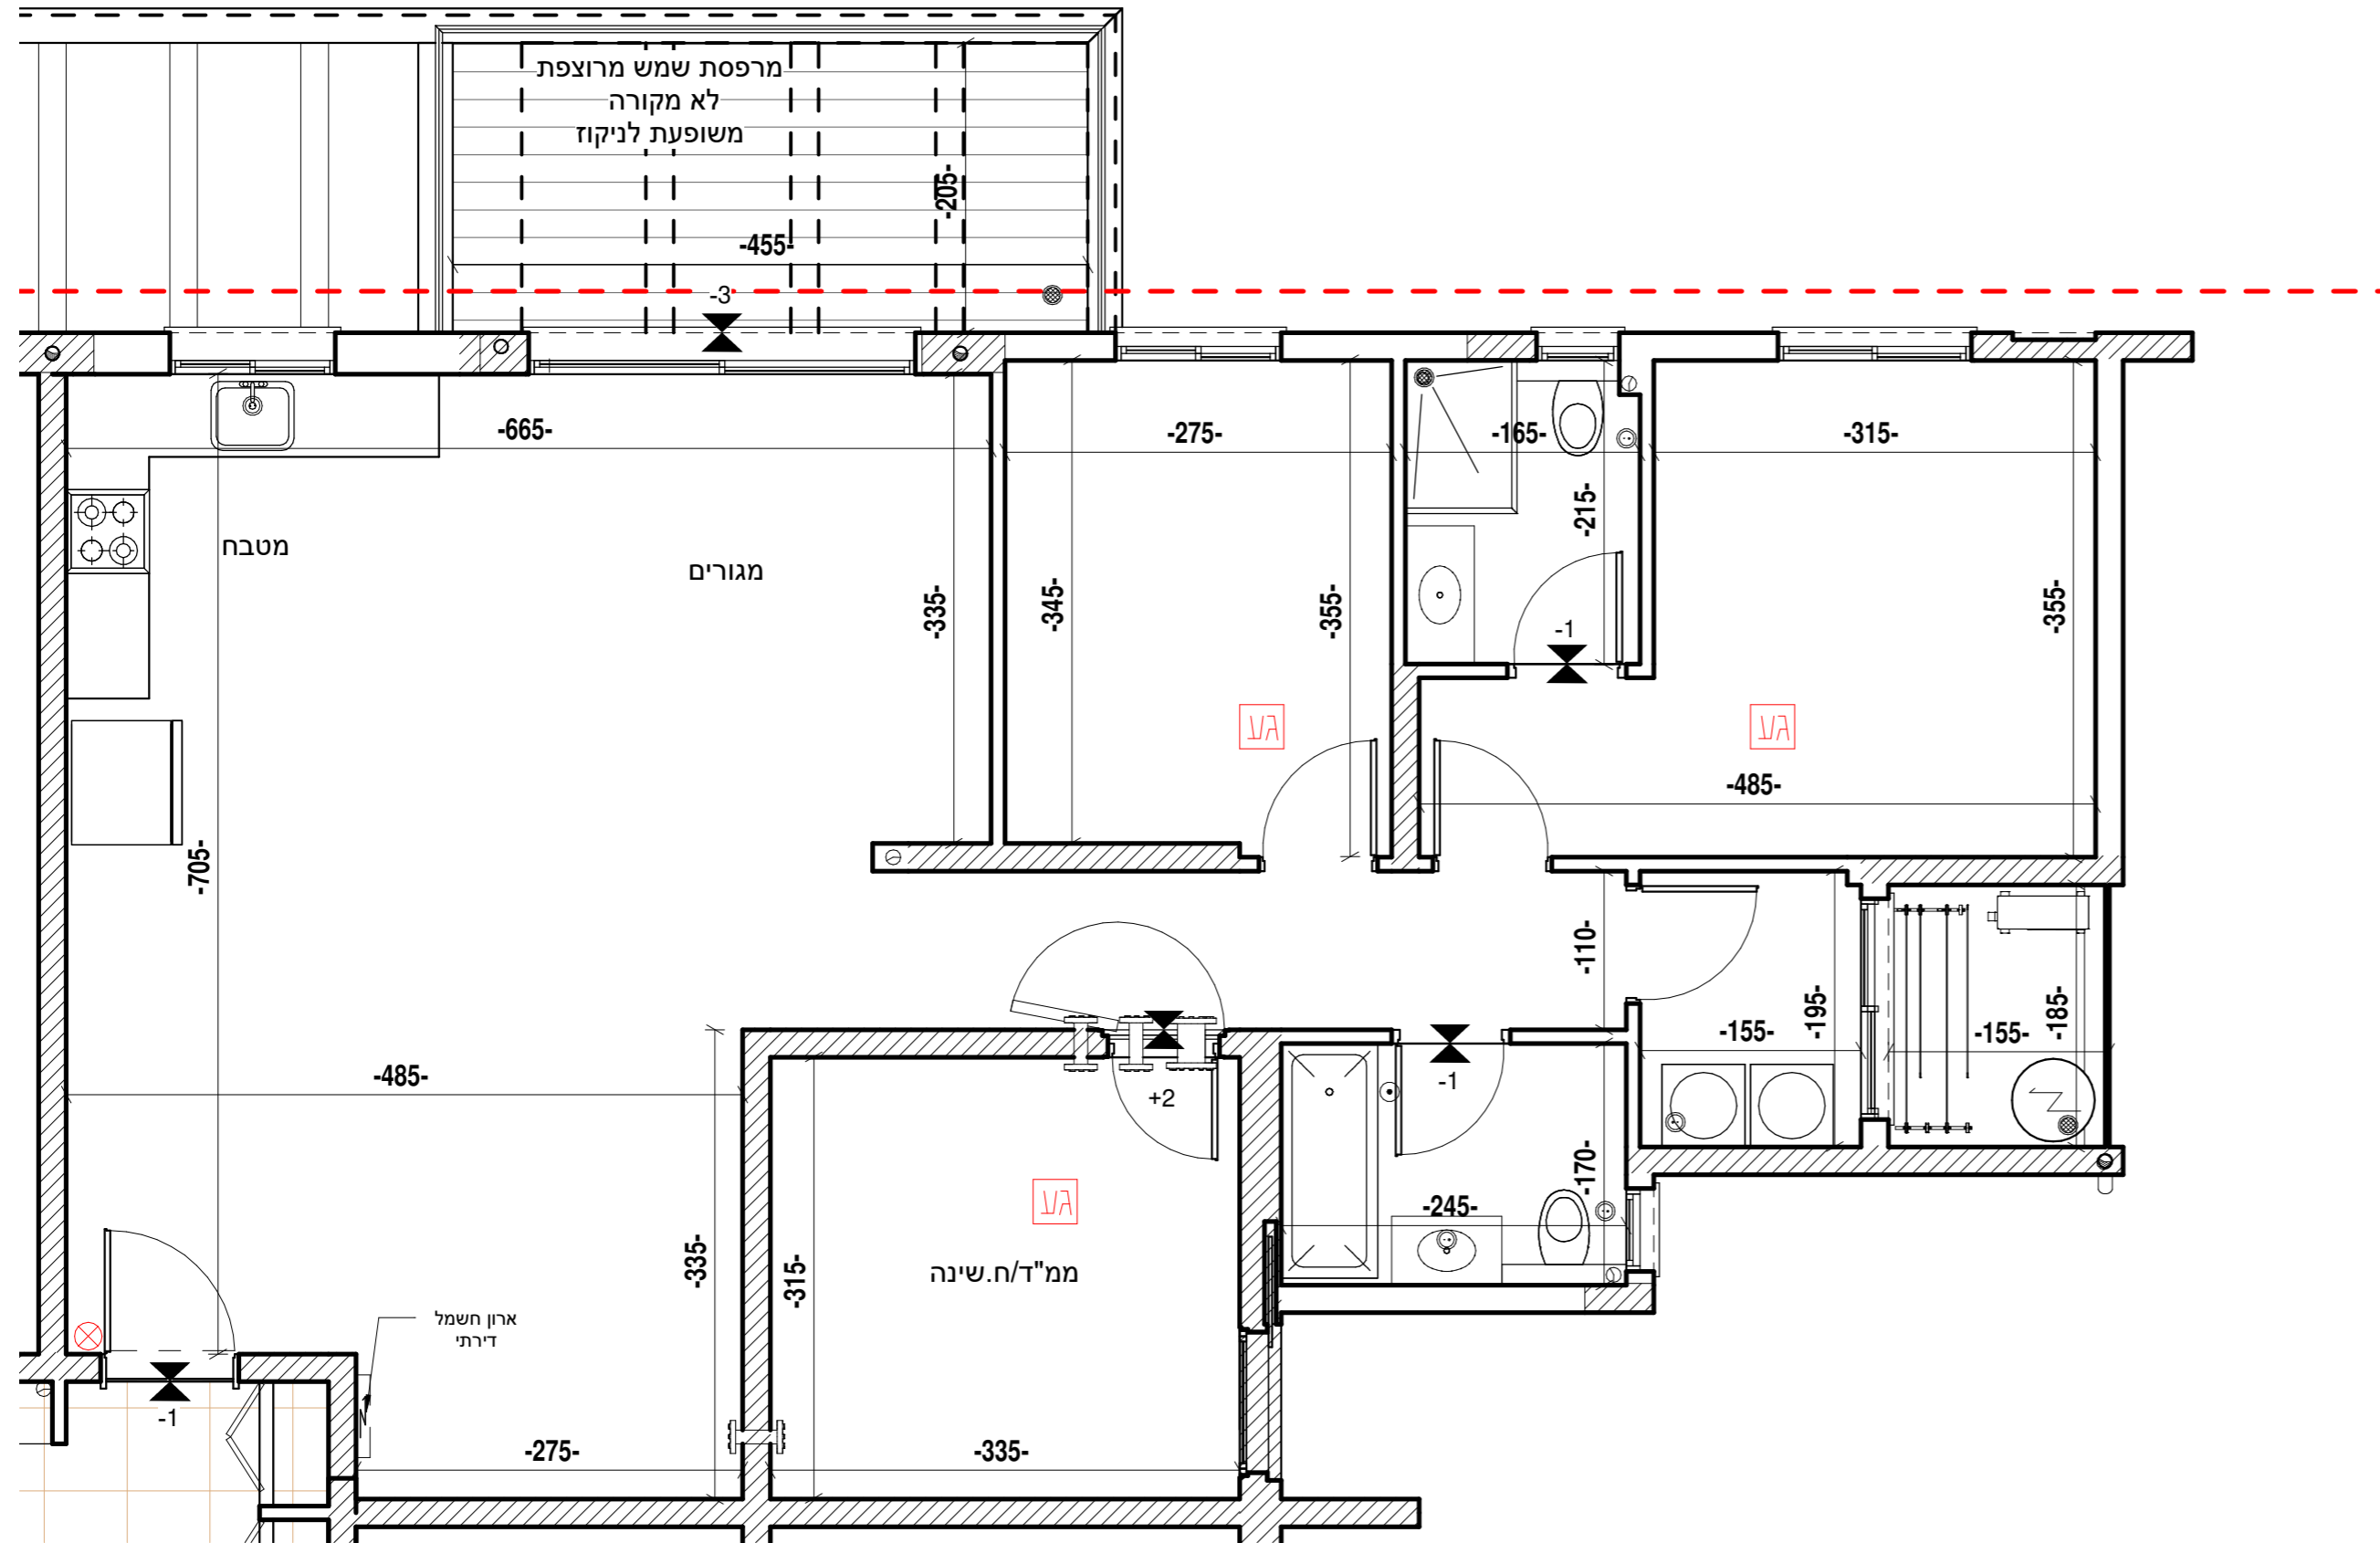 מרפסת שמש מרוצפת
לא מקורה
משופעת לניקוז
-205-
-455-
-3
-665-
-275-
-165-
-315-
-215-
מטבח
מגורים
-335-
-345-
-355-
-355-
-1
גע
גע
-485-
-705-
-110-
-195-
-155-
-185-
-155-
-485-
+2
-1
-170-
-245-
גע
-335-
-315-
ממ"ד/ח.שינה
ארון חשמל
דירתי
-1
-275-
-335-